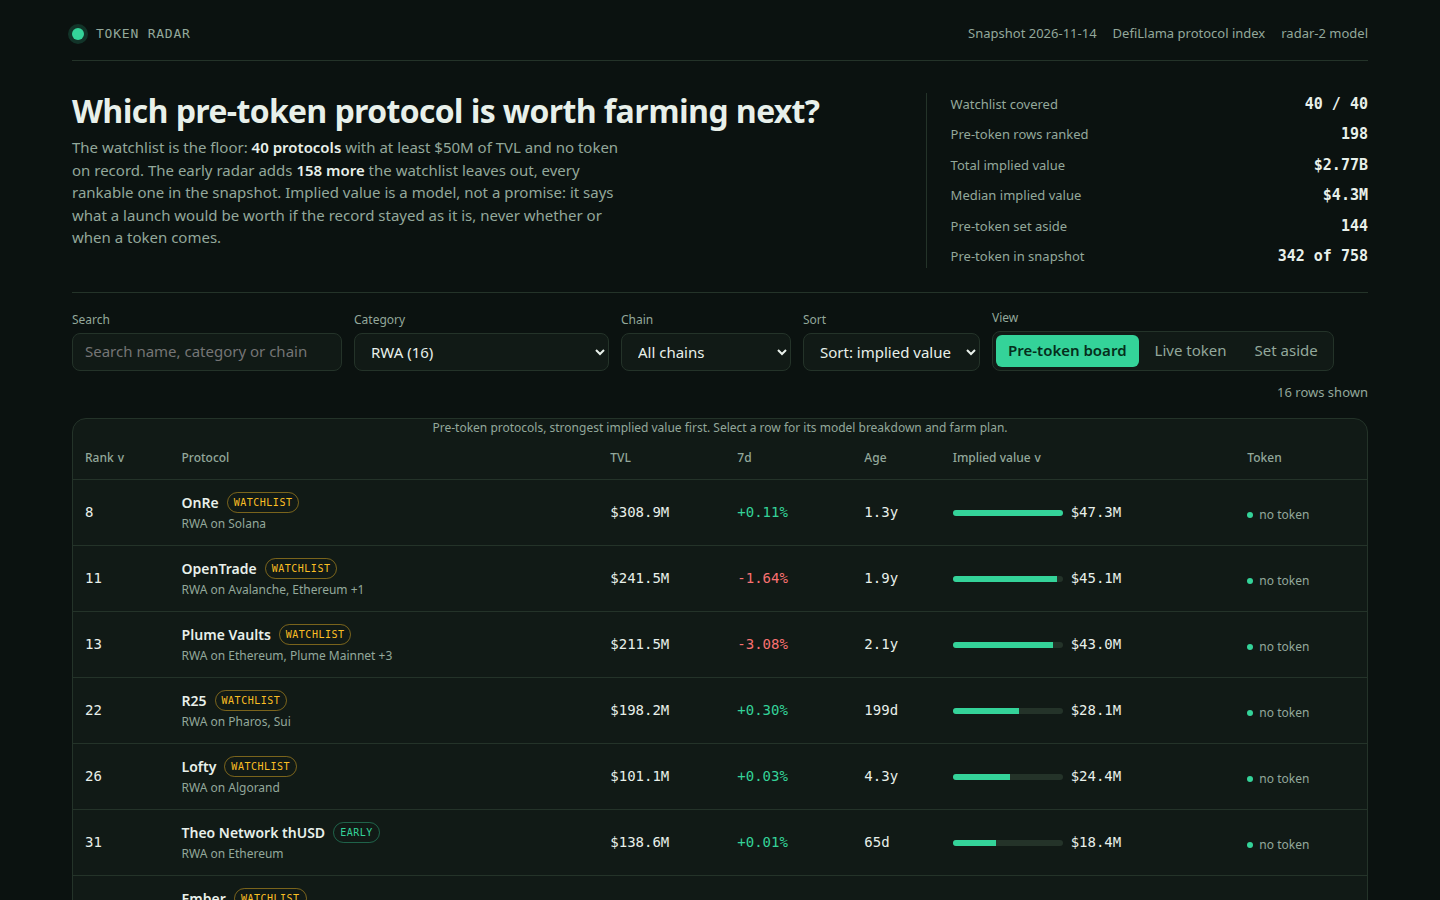 TOKEN RADAR
Snapshot 2026-11-14 DefiLlama protocol index radar-2 model
Which pre-token protocol is worth farming next?
The watchlist is the floor: 40 protocols with at least $50M of TVL and no token
on record. The early radar adds 158 more the watchlist leaves out, every
rankable one in the snapshot. Implied value is a model, not a promise: it says
what a launch would be worth if the record stayed as it is, never whether or
when a token comes.
Watchlist covered 40 / 40
Pre-token rows ranked 198
Total implied value $2.77B
Median implied value $4.3M
Pre-token set aside 144
Pre-token in snapshot 342 of 758
Search Category Chain Sort View
Search name, category or chain RWA (16) All chains Sort: implied value Pre-token board Live token Set aside
16 rows shown
Pre-token protocols, strongest implied value first. Select a row for its model breakdown and farm plan.
Rank v Protocol TVL 7d Age Implied value v Token
8 OnRe WATCHLIST $308.9M +0.11% 1.3y $47.3M no token
RWA on Solana
11 OpenTrade WATCHLIST $241.5M -1.64% 1.9y $45.1M no token
RWA on Avalanche, Ethereum +1
13 Plume Vaults WATCHLIST $211.5M -3.08% 2.1y $43.0M no token
RWA on Ethereum, Plume Mainnet +3
22 R25 WATCHLIST $198.2M +0.30% 199d $28.1M no token
RWA on Pharos, Sui
26 Lofty WATCHLIST $101.1M +0.03% 4.3y $24.4M no token
RWA on Algorand
31 Theo Network thUSD EARLY $138.6M +0.01% 65d $18.4M no token
RWA on Ethereum
Ember WATCHLIST